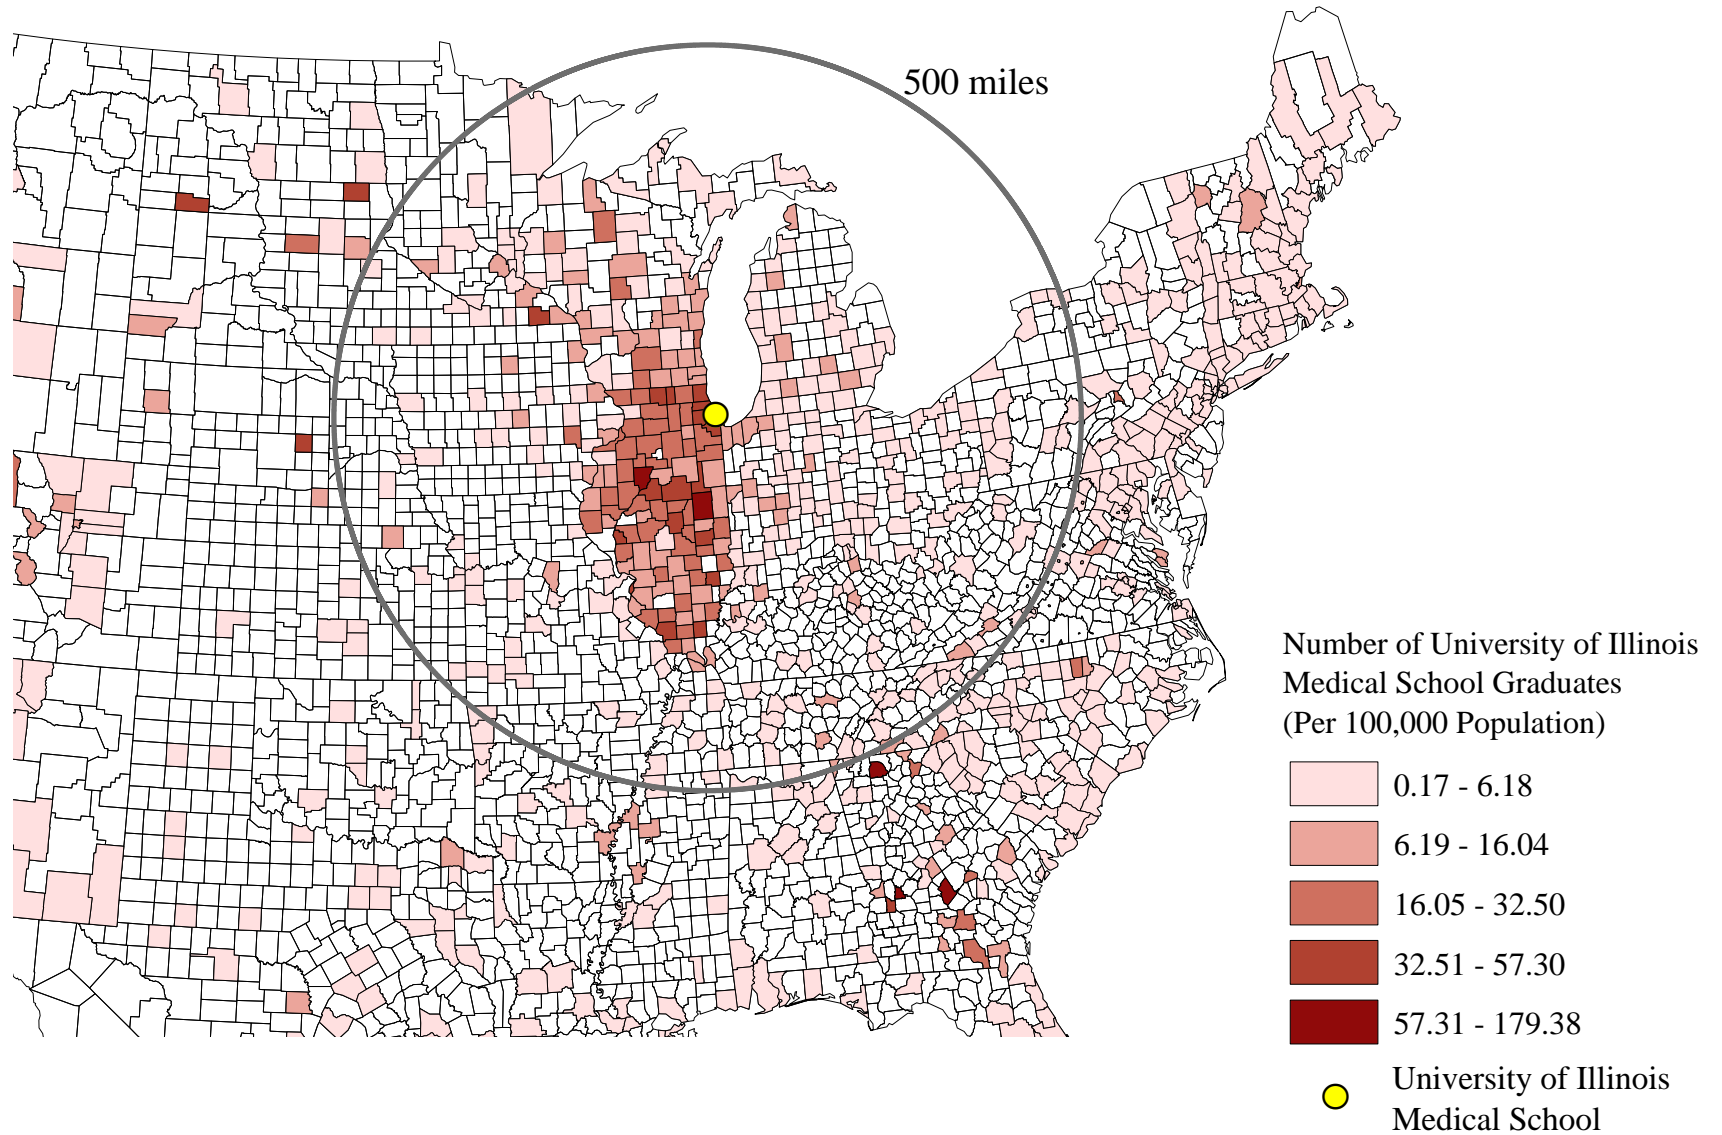 500 miles
Number of University of Illinois
Medical School Graduates
(Per 100,000 Population)
0.17 - 6.18
6.19 - 16.04
16.05 - 32.50
32.51 - 57.30
57.31 - 179.38
University of Illinois
Medical School